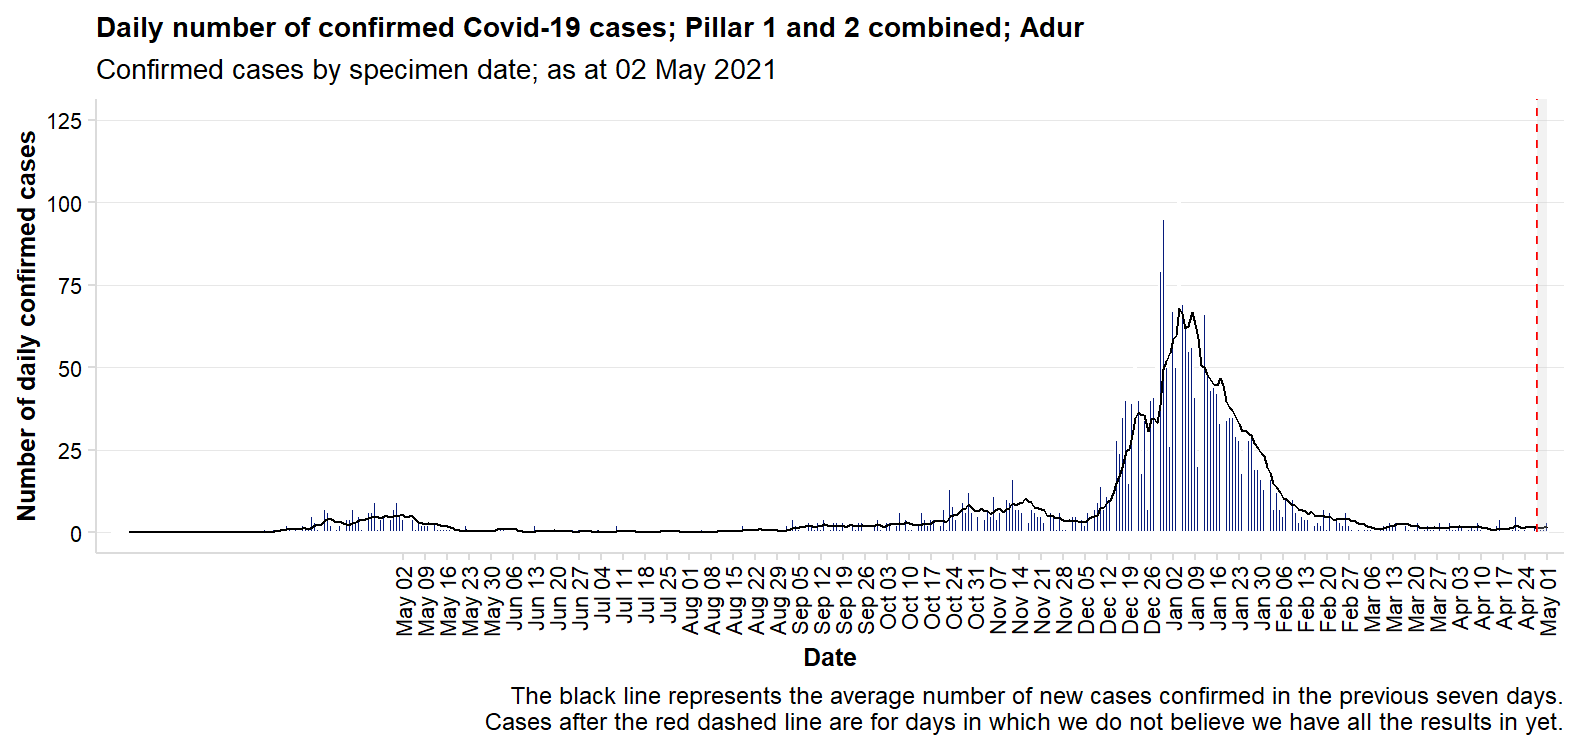 Daily number of confirmed Covid-19 cases; Pillar 1 and 2 combined; Adur
Confirmed cases by specimen date; as at 02 May 2021
Number of daily confirmed cases
125
100
75
50
25
0
May 02
May 09
May 16
May 23
May 30
Jun 06
Jun 13
Jun 20
Jun 27
Jul 04
Jul 11
Jul 18
Jul 25
Aug 01
Aug 08
Aug 15
Aug 22
Aug 29
Sep 05
Sep 12
Sep 19
Sep 26
Oct 03
Oct 10
Oct 17
Oct 24
Oct 31
Nov 07
Nov 14
Nov 21
Nov 28
Dec 05
Dec 12
Dec 19
Dec 26
Jan 02
Jan 09
Jan 16
Jan 23
Jan 30
Feb 06
Feb 13
Feb 20
Feb 27
Mar 06
Mar 13
Mar 20
Mar 27
Apr 03
Apr 10
Apr 17
Apr 24
May 01
Date
The black line represents the average number of new cases confirmed in the previous seven days.
Cases after the red dashed line are for days in which we do not believe we have all the results in yet.